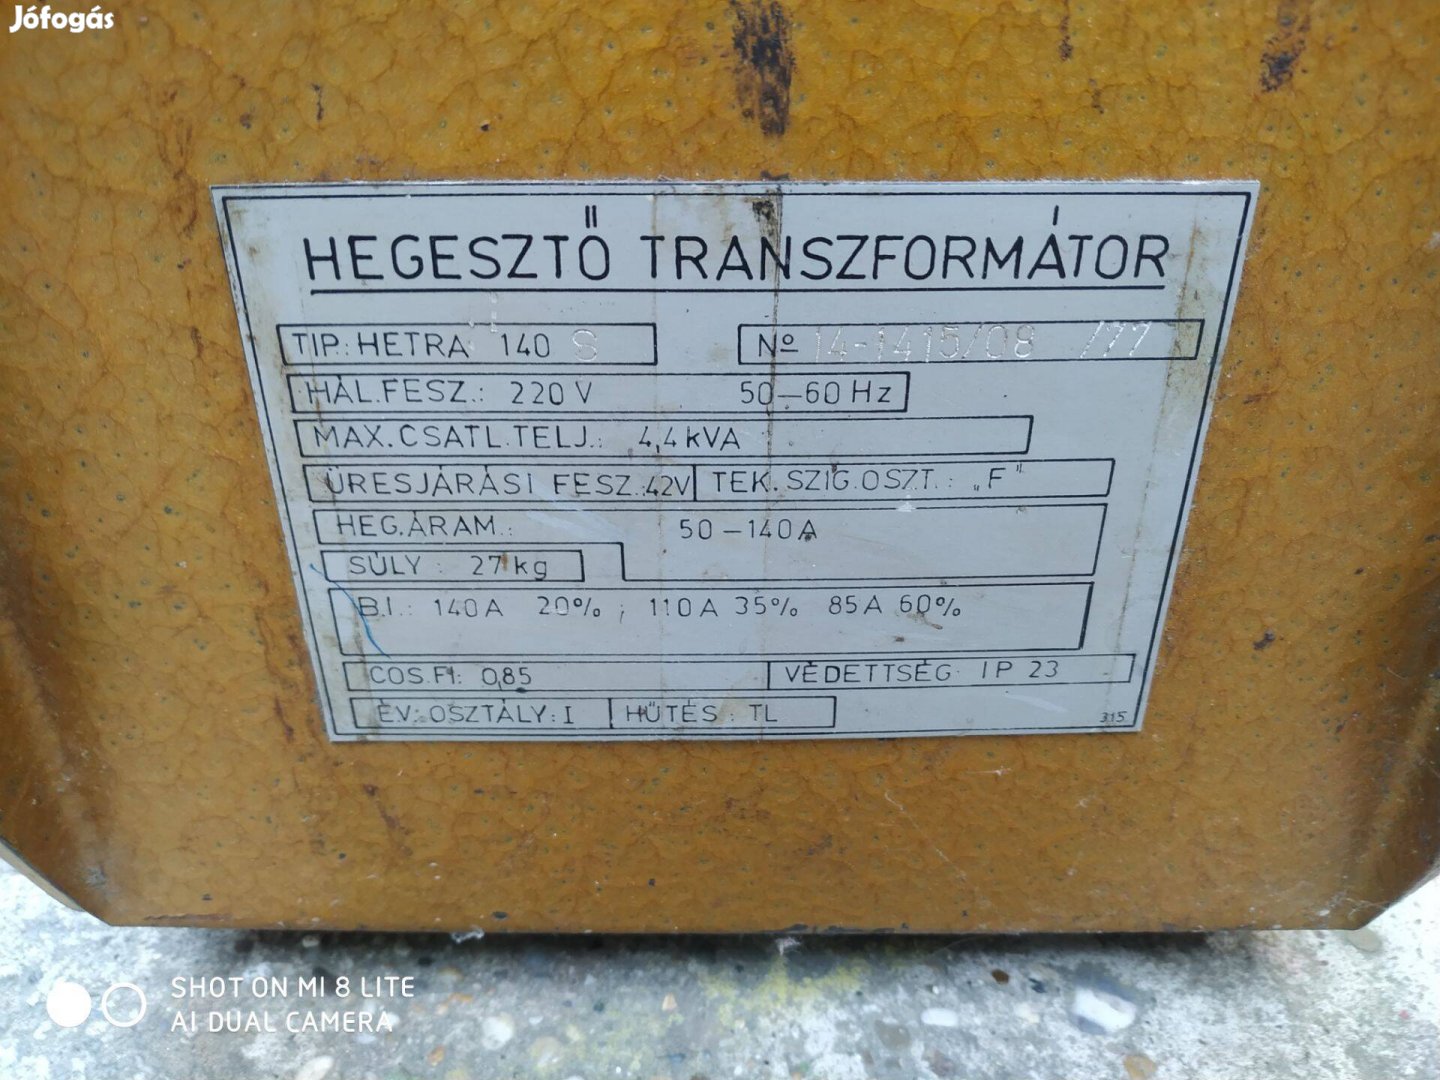 Jófogás
HEGESZTŐ TRANSZFORMÁTOR
TIP.: HETRA 140 S
Nº 14-1415/08 /777
HÁL.FESZ.: 220 V 50–60 Hz
MAX.CSATL.TELJ.: 4,4 kVA
ÜRESJÁRÁSI FESZ.:42V TEK.SZIG.OSZT.: „F"
HEG.ÁRAM.: 50–140A
SÚLY: 27 kg
B.I.: 140A 20% ; 110A 35% 85A 60%
COS.FI: 0,85 VÉDETTSÉG: IP 23
ÉV: OSZTÁLY: I HŰTÉS: TL
315
SHOT ON MI 8 LITE
AI DUAL CAMERA